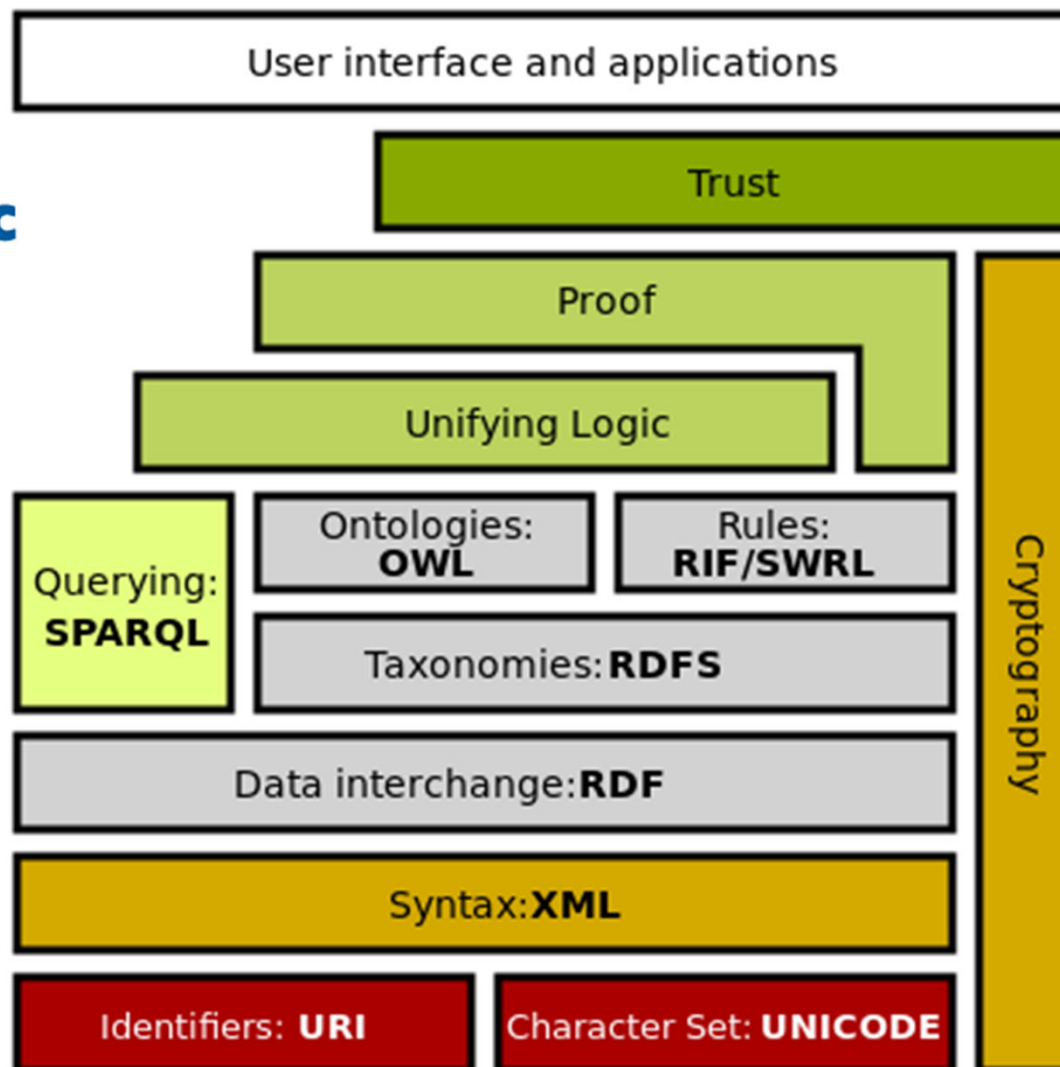 User interface and applications
Trust
c
Proof
Unifying Logic
Ontologies:
OWL
Rules:
RIF/SWRL
Querying:
SPARQL
Taxonomies: RDFS
Cryptography
Data interchange: RDF
Syntax: XML
Identifiers: URI
Character Set: UNICODE